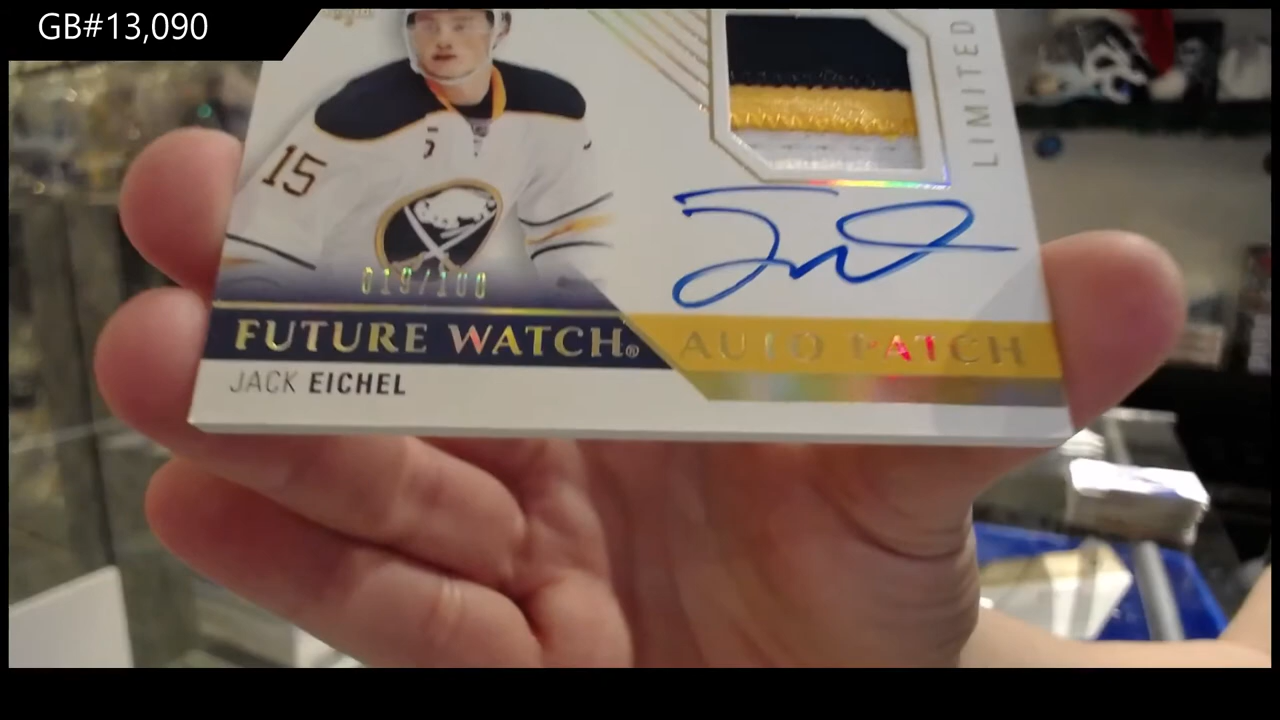 GB#13,090
LIMITED
15
019/100
FUTURE WATCH®
AUTO PATCH
JACK EICHEL